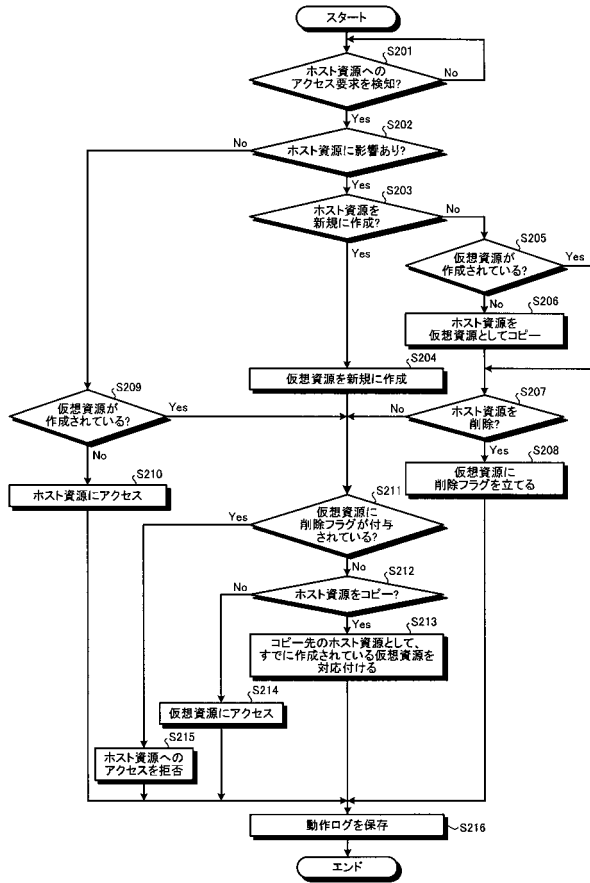 スタート
S201
ホスト資源への
アクセス要求を検知?
No
Yes
S202
No
ホスト資源に影響あり?
Yes
S203
ホスト資源を
新規に作成?
No
Yes
S205
仮想資源が
作成されている?
Yes
No
S206
ホスト資源を
仮想資源としてコピー
S204
仮想資源を新規に作成
S209
仮想資源が
作成されている?
Yes
No
S207
ホスト資源を
削除?
No
Yes
S210
ホスト資源にアクセス
S208
仮想資源に
削除フラグを立てる
S211
仮想資源に
削除フラグが付与
されている?
Yes
No
S212
ホスト資源をコピー?
No
Yes
S213
コピー先のホスト資源として、
すでに作成されている仮想資源を
対応付ける
S214
仮想資源にアクセス
S215
ホスト資源への
アクセスを拒否
動作ログを保存
S216
エンド